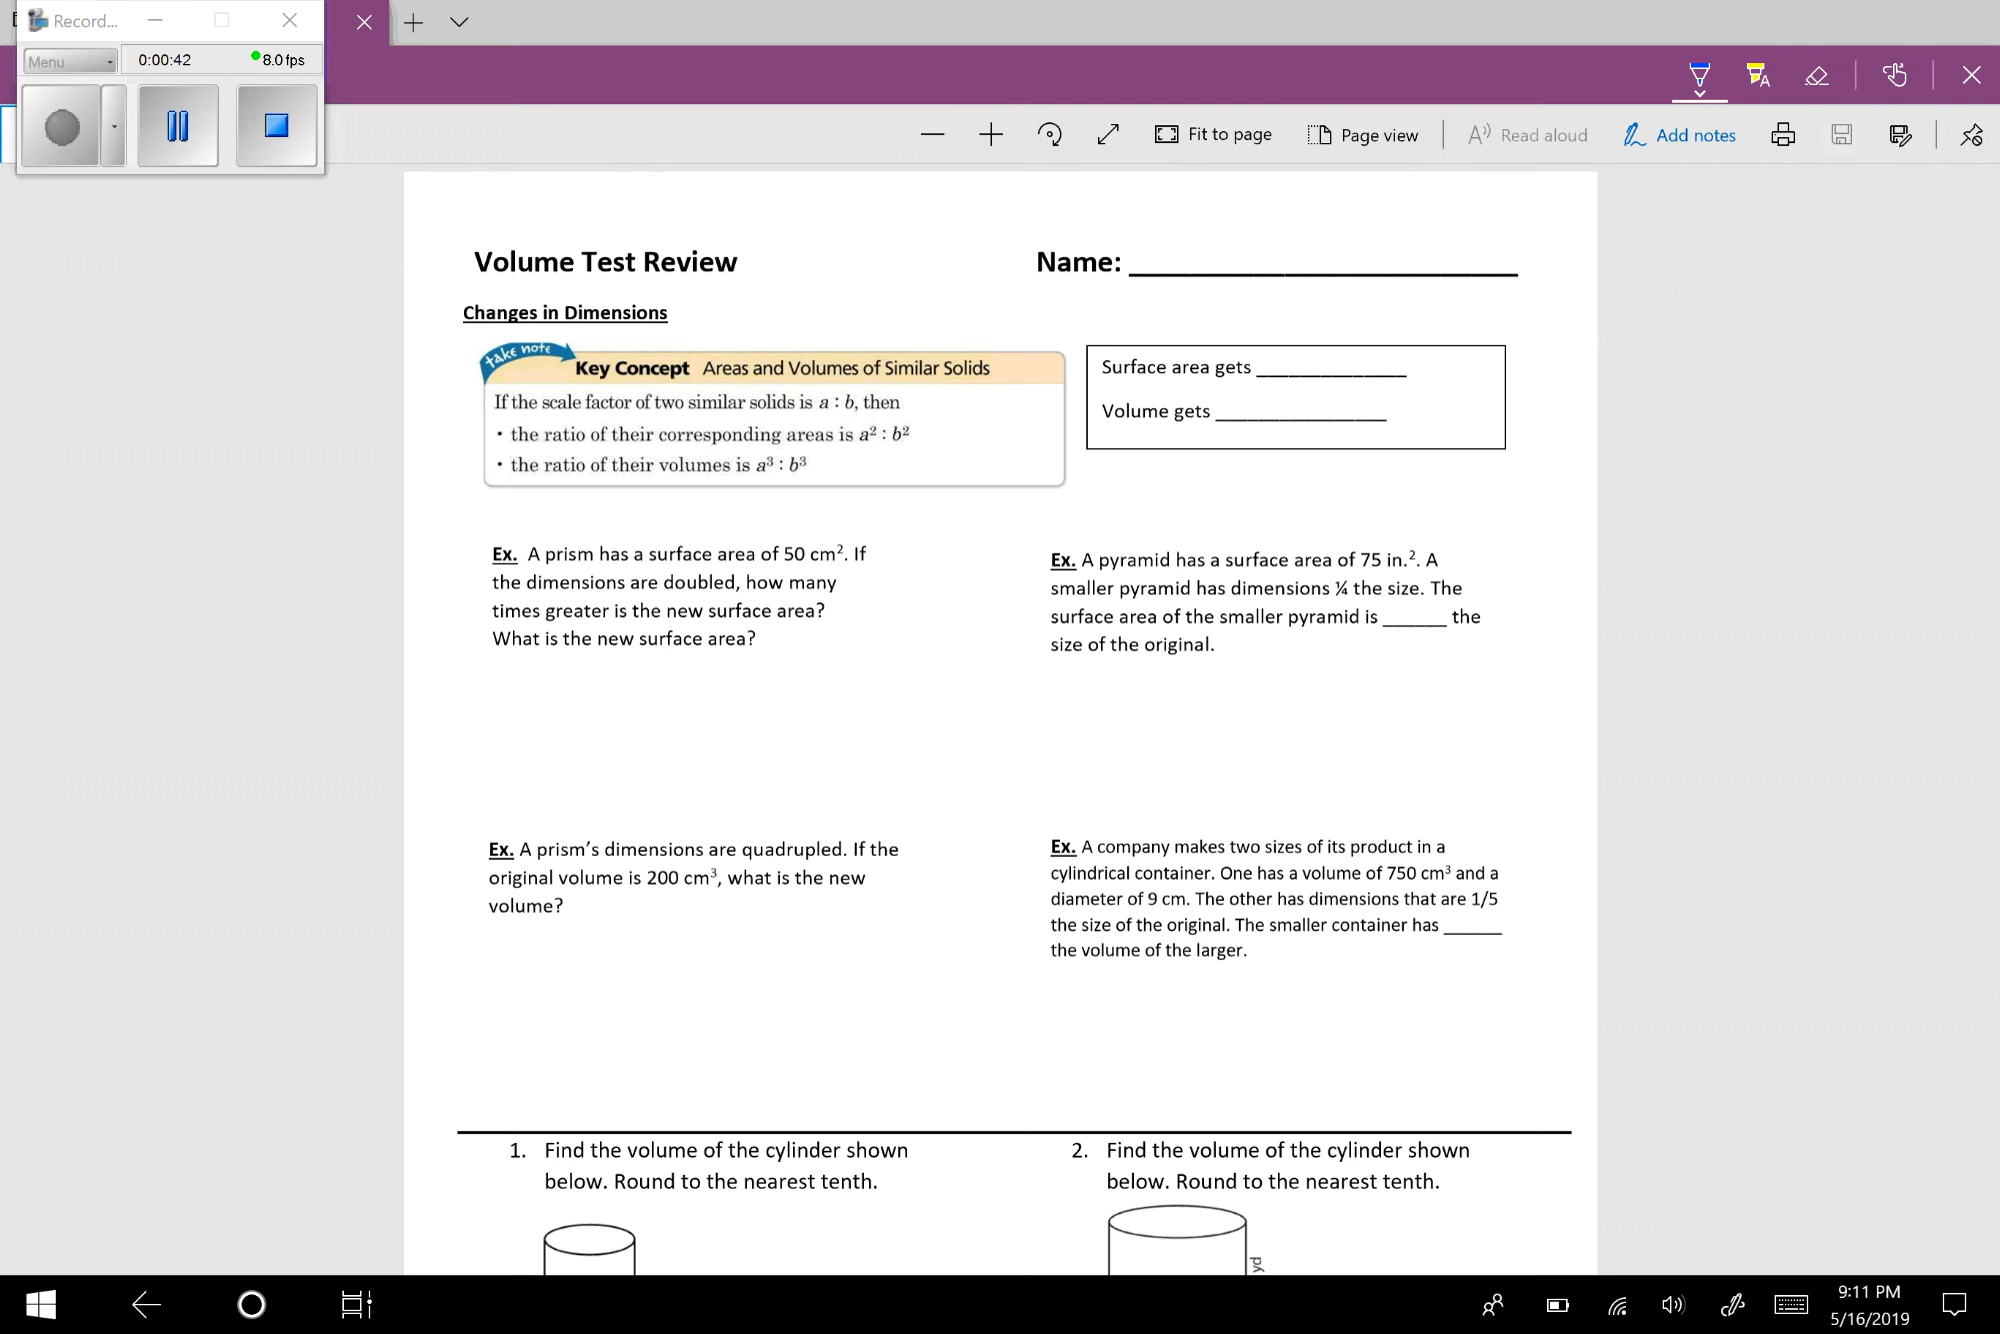 Record...
Menu
0:00:42
8.0 fps
Fit to page
Page view
A Read aloud
Add notes
Volume Test Review
Name: ____________________
Changes in Dimensions
take note
Key Concept Areas and Volumes of Similar Solids
If the scale factor of two similar solids is a : b, then
• the ratio of their corresponding areas is a² : b²
• the ratio of their volumes is a³ : b³
Surface area gets ______________
Volume gets ________________
Ex. A prism has a surface area of 50 cm². If
the dimensions are doubled, how many
times greater is the new surface area?
What is the new surface area?
Ex. A pyramid has a surface area of 75 in.². A
smaller pyramid has dimensions ¼ the size. The
surface area of the smaller pyramid is ______ the
size of the original.
Ex. A prism’s dimensions are quadrupled. If the
original volume is 200 cm³, what is the new
volume?
Ex. A company makes two sizes of its product in a
cylindrical container. One has a volume of 750 cm³ and a
diameter of 9 cm. The other has dimensions that are 1/5
the size of the original. The smaller container has ______
the volume of the larger.
1. Find the volume of the cylinder shown
below. Round to the nearest tenth.
2. Find the volume of the cylinder shown
below. Round to the nearest tenth.
yd
9:11 PM
5/16/2019